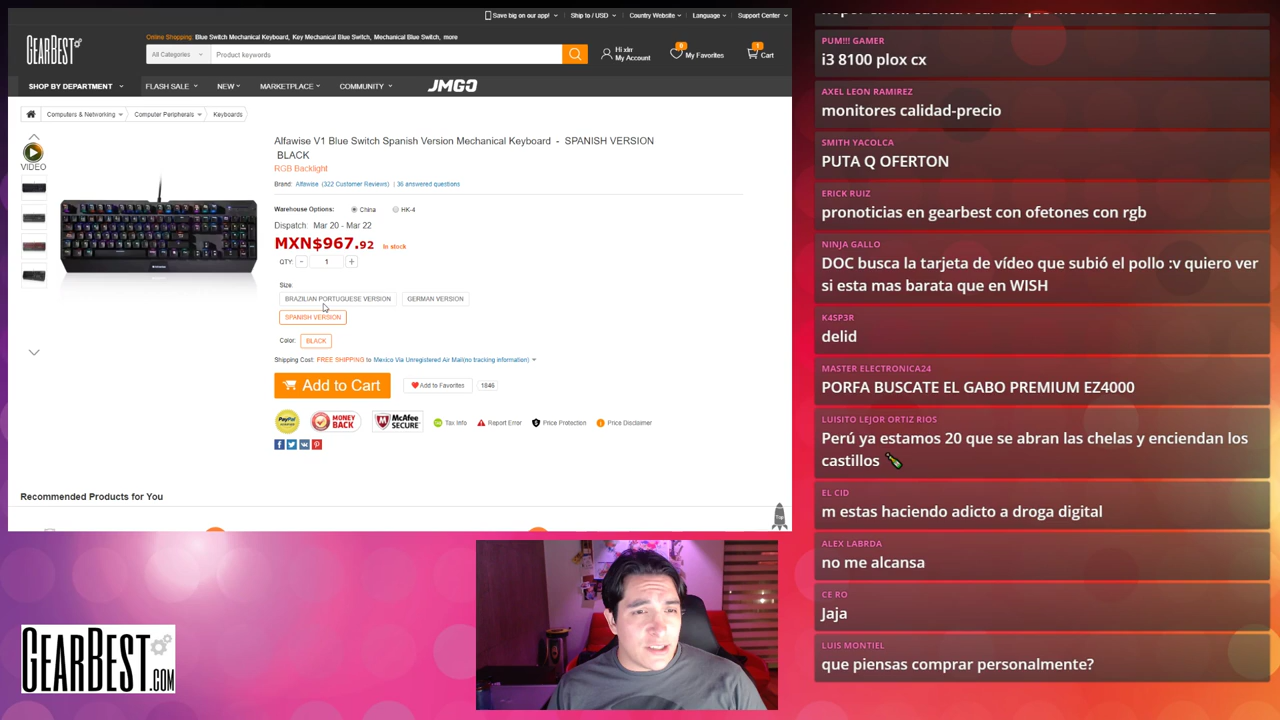 Save big on our app!
Ship to / USD
Country Website
Language
Support Center
GEARBEST
Online Shopping: Blue Switch Mechanical Keyboard, Key Mechanical Blue Switch, Mechanical Blue Switch, more
All Categories
Product keywords
Hi xlrr
My Account
0
My Favorites
1
Cart
SHOP BY DEPARTMENT
FLASH SALE
NEW
MARKETPLACE
COMMUNITY
JMGO
Computers & Networking
Computer Peripherals
Keyboards
VIDEO
Alfawise V1 Blue Switch Spanish Version Mechanical Keyboard - SPANISH VERSION
BLACK
RGB Backlight
Brand: Alfawise (322 Customer Reviews) | 36 answered questions
Warehouse Options: China HK-4
Dispatch: Mar 20 - Mar 22
MXN$967.92 In stock
QTY: - 1 +
Size:
BRAZILIAN PORTUGUESE VERSION
GERMAN VERSION
SPANISH VERSION
Color: BLACK
Shipping Cost: FREE SHIPPING to Mexico Via Unregistered Air Mail(no tracking information)
Add to Cart
Add to Favorites
1846
PayPal
MONEY BACK
McAfee SECURE
Tax Info
Report Error
Price Protection
Price Disclaimer
Recommended Products for You
Top
GEARBEST.COM
PUM!!! GAMER
i3 8100 plox cx
AXEL LEON RAMIREZ
monitores calidad-precio
SMITH YACOLCA
PUTA Q OFERTON
ERICK RUIZ
pronoticias en gearbest con ofetones con rgb
NINJA GALLO
DOC busca la tarjeta de vídeo que subió el pollo :v quiero ver
si esta mas barata que en WISH
K4SP3R
delid
MASTER ELECTRONICA24
PORFA BUSCATE EL GABO PREMIUM EZ4000
LUISITO LEJOR ORTIZ RIOS
Perú ya estamos 20 que se abran las chelas y enciendan los
castillos 🍾
EL CID
m estas haciendo adicto a droga digital
ALEX LABRDA
no me alcansa
CE RO
Jaja
LUIS MONTIEL
que piensas comprar personalmente?